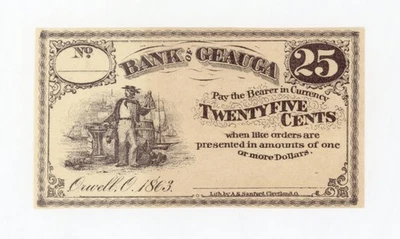 No.
BANK OF GEAUGA
25
Pay the Bearer in Currency
TWENTY FIVE
CENTS
when like orders are
presented in amounts of one
or more Dollars.
Orwell, O. 1863.
Lith. by A.S. Sanford, Cleveland, O.